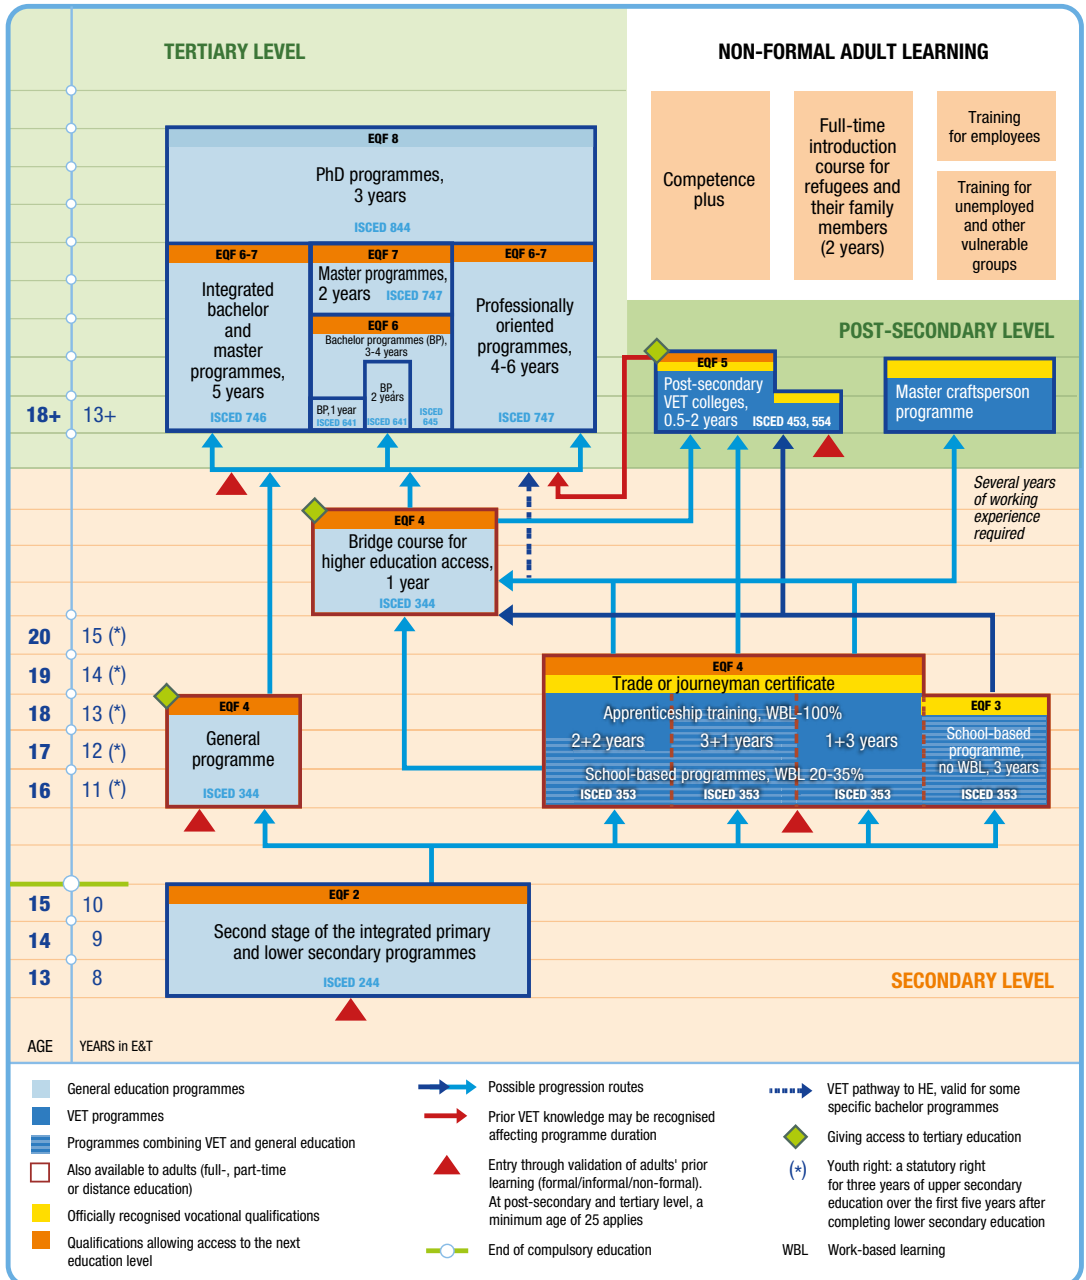 TERTIARY LEVEL
NON-FORMAL ADULT LEARNING
Competence
plus
Full-time
introduction
course for
refugees and
their family
members
(2 years)
Training
for employees
Training for
unemployed
and other
vulnerable
groups
EQF 8
PhD programmes,
3 years
ISCED 844
EQF 6-7
Integrated
bachelor
and
master
programmes,
5 years
ISCED 746
EQF 7
Master programmes,
2 years ISCED 747
EQF 6
Bachelor programmes (BP),
3-4 years
BP, 1 year
ISCED 641
BP,
2 years
ISCED 641
ISCED
645
EQF 6-7
Professionally
oriented
programmes,
4-6 years
ISCED 747
POST-SECONDARY LEVEL
EQF 5
Post-secondary
VET colleges,
0.5-2 years ISCED 453, 554
Master craftsperson
programme
18+ 13+
Several years
of working
experience
required
EQF 4
Bridge course for
higher education access,
1 year
ISCED 344
20 15 (*)
19 14 (*)
18 13 (*)
17 12 (*)
16 11 (*)
EQF 4
General
programme
ISCED 344
EQF 4
Trade or journeyman certificate
Apprenticeship training, WBL-100%
2+2 years 3+1 years 1+3 years
School-based programmes, WBL 20-35%
ISCED 353 ISCED 353 ISCED 353
EQF 3
School-based
programme,
no WBL, 3 years
ISCED 353
15 10
14 9
13 8
EQF 2
Second stage of the integrated primary
and lower secondary programmes
ISCED 244
SECONDARY LEVEL
AGE YEARS in E&T
General education programmes
VET programmes
Programmes combining VET and general education
Also available to adults (full-, part-time
or distance education)
Officially recognised vocational qualifications
Qualifications allowing access to the next
education level
Possible progression routes
Prior VET knowledge may be recognised
affecting programme duration
Entry through validation of adults' prior
learning (formal/informal/non-formal).
At post-secondary and tertiary level, a
minimum age of 25 applies
End of compulsory education
VET pathway to HE, valid for some
specific bachelor programmes
Giving access to tertiary education
(*) Youth right: a statutory right
for three years of upper secondary
education over the first five years after
completing lower secondary education
WBL Work-based learning